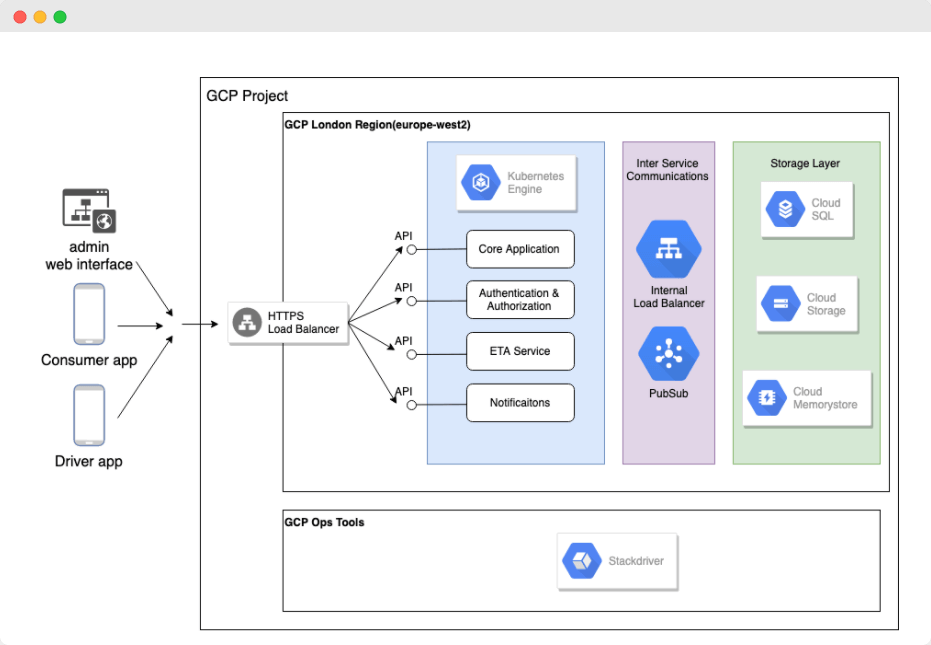 GCP Project
GCP London Region(europe-west2)
admin
web interface
Consumer app
Driver app
HTTPS
Load Balancer
Kubernetes
Engine
API
Core Application
API
Authentication &
Authorization
API
ETA Service
API
Notificaitons
Inter Service
Communications
Internal
Load Balancer
PubSub
Storage Layer
Cloud
SQL
Cloud
Storage
Cloud
Memorystore
GCP Ops Tools
Stackdriver